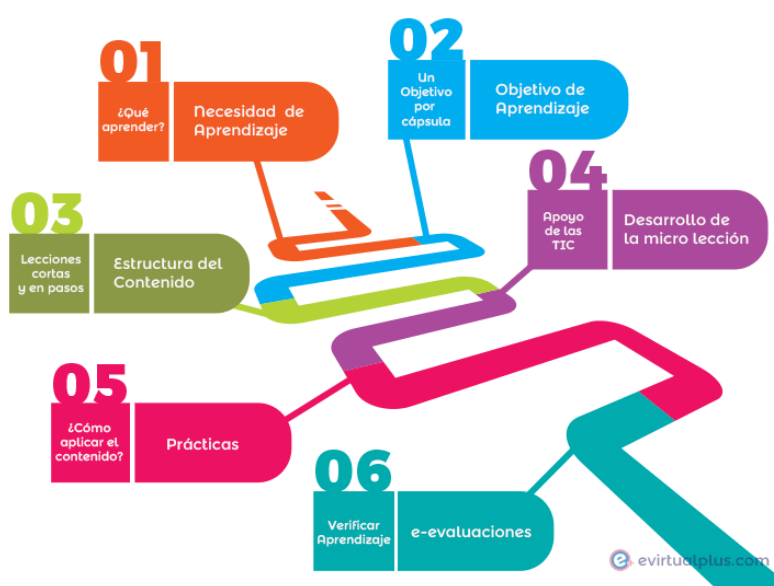 01
¿Qué
aprender?
Necesidad de
Aprendizaje
02
Un
Objetivo
por
cápsula
Objetivo de
Aprendizaje
03
Lecciones
cortas
y en pasos
Estructura del
Contenido
04
Apoyo
de las
TIC
Desarrollo de
la micro lección
05
¿Cómo
aplicar el
contenido?
Prácticas
06
Verificar
Aprendizaje
e-evaluaciones
e evirtualplus.com